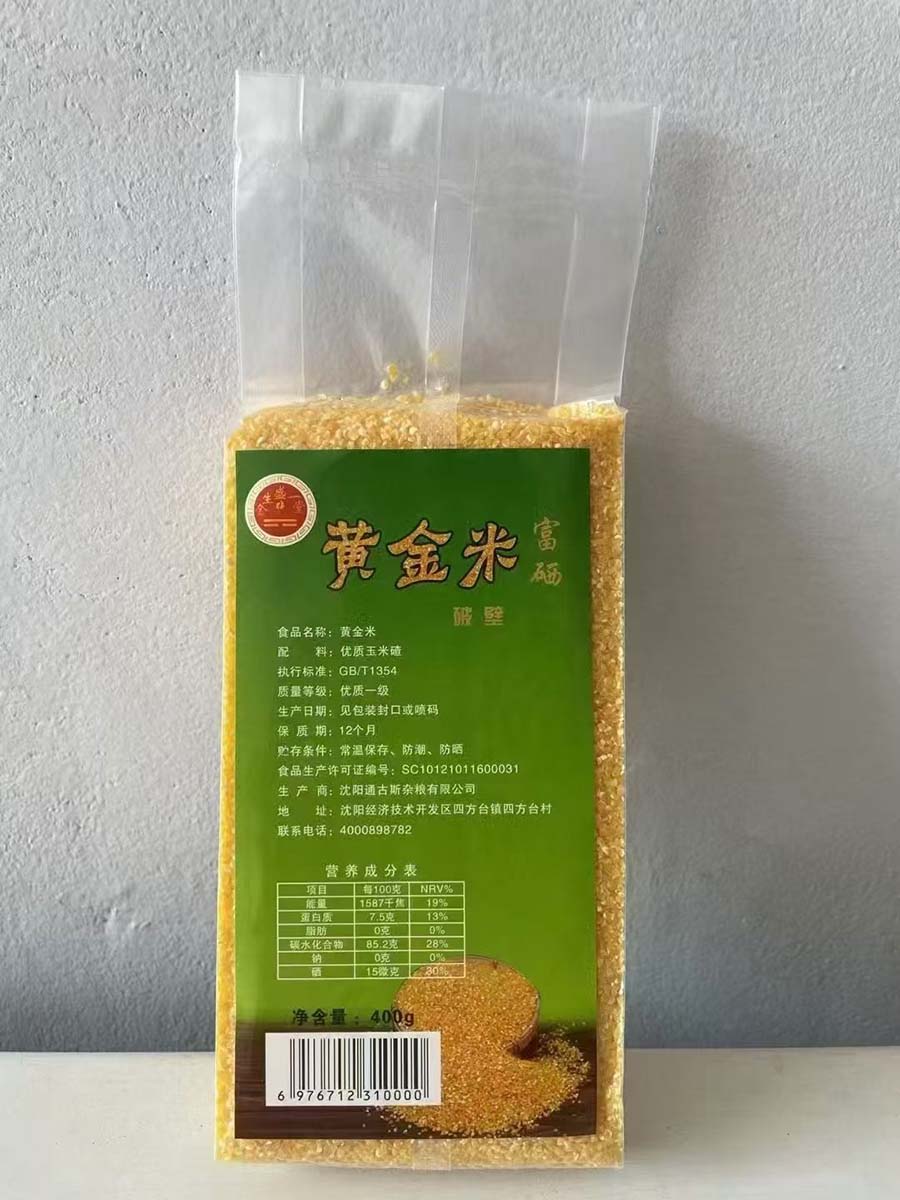 黄金米
富硒
破壁
食品名称：黄金米
配　　料：优质玉米碴
执行标准：GB/T1354
质量等级：优质一级
生产日期：见包装封口或喷码
保 质 期：12个月
贮存条件：常温保存、防潮、防晒
食品生产许可证编号：SC10121011600031
生 产 商：沈阳通古斯杂粮有限公司
地　　址：沈阳经济技术开发区四方台镇四方台村
联系电话：4000898782
营养成分表
项目 每100克 NRV%
能量 1587千焦 19%
蛋白质 7.5克 13%
脂肪 0克 0%
碳水化合物 85.2克 28%
钠 0克 0%
硒 15微克 30%
净含量：400g
6 976712 310000